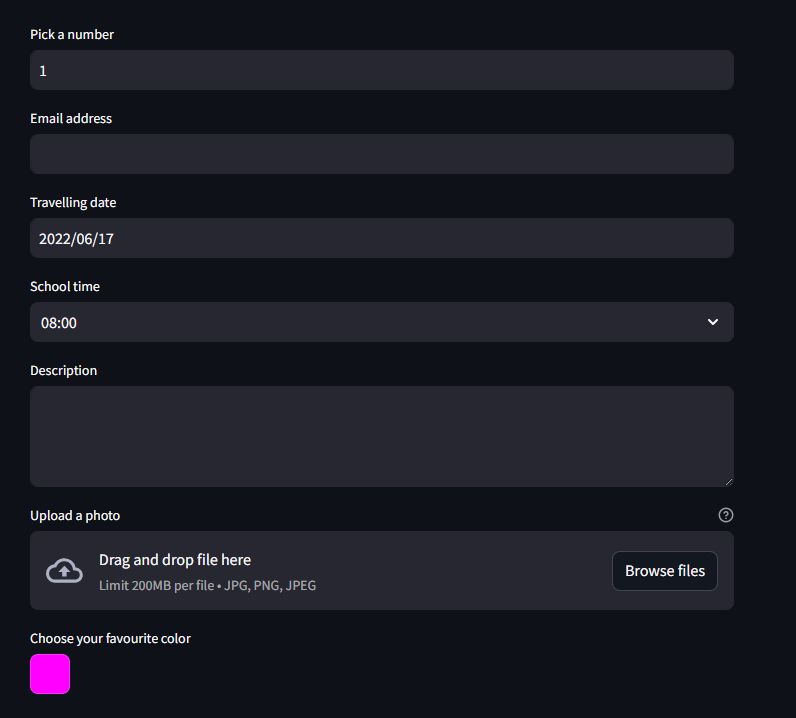 Pick a number
1
Email address
Travelling date
2022/06/17
School time
08:00
Description
Upload a photo
Drag and drop file here
Limit 200MB per file • JPG, PNG, JPEG
Browse files
Choose your favourite color